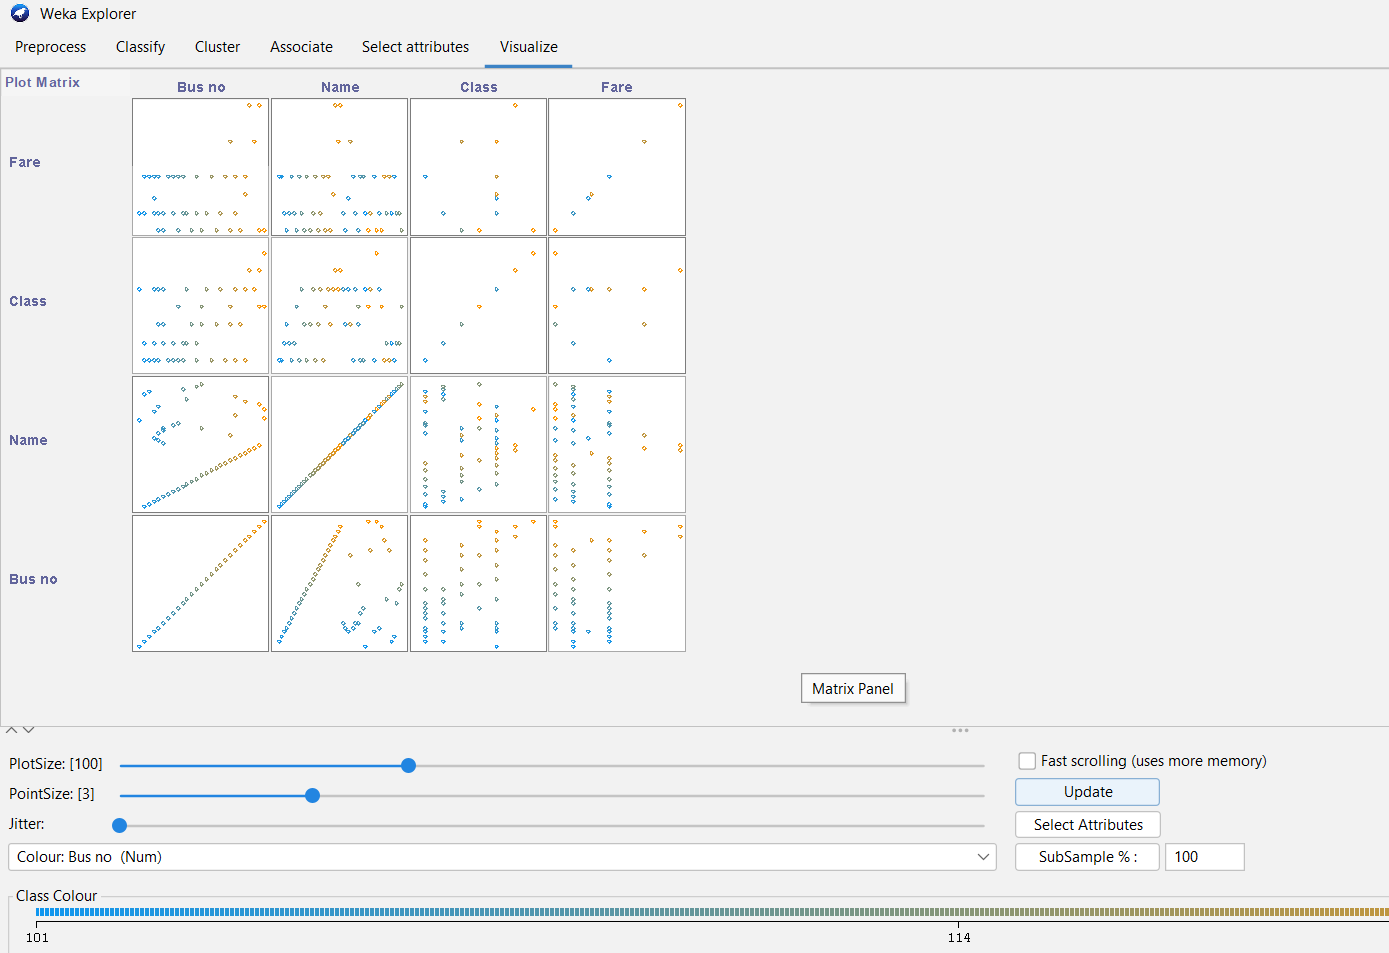 Weka Explorer
Preprocess Classify Cluster Associate Select attributes Visualize
Plot Matrix
Bus no Name Class Fare
Fare
Class
Name
Bus no
Matrix Panel
PlotSize: [100]
Fast scrolling (uses more memory)
PointSize: [3]
Update
Jitter:
Select Attributes
Colour: Bus no (Num)
SubSample % : 100
Class Colour
101 114